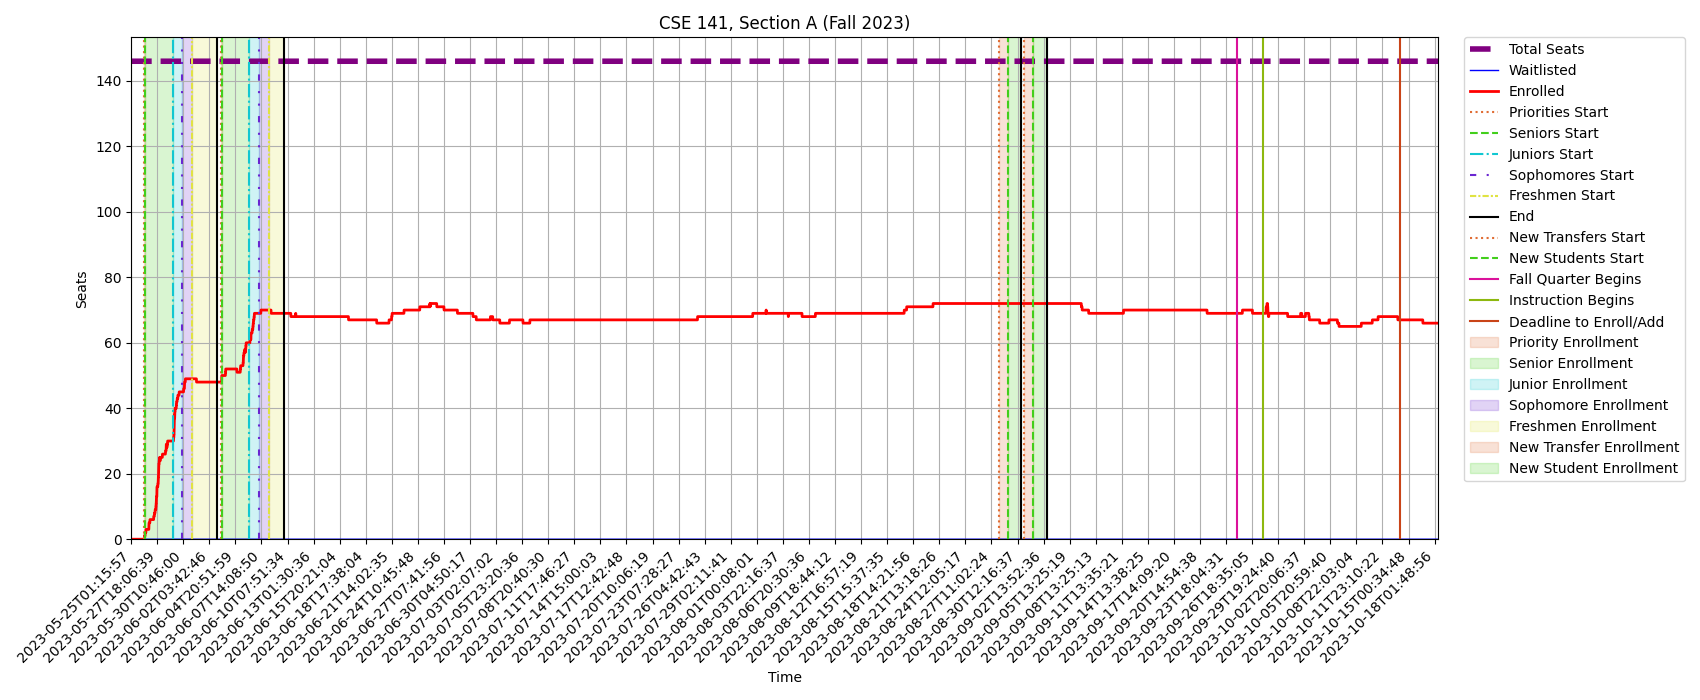 CSE 141, Section A (Fall 2023)
Seats
140
120
100
80
60
40
20
0
2023-05-25T01:15:57
2023-05-27T18:06:39
2023-05-30T10:46:00
2023-06-02T03:42:46
2023-06-04T20:51:59
2023-06-07T14:08:50
2023-06-10T07:51:34
2023-06-13T01:30:36
2023-06-15T20:21:04
2023-06-18T17:38:04
2023-06-21T14:02:35
2023-06-24T10:45:48
2023-06-27T07:41:56
2023-06-30T04:50:17
2023-07-03T02:07:02
2023-07-05T23:20:36
2023-07-08T20:40:30
2023-07-11T17:46:27
2023-07-14T15:00:03
2023-07-17T12:42:48
2023-07-20T10:06:19
2023-07-23T07:28:27
2023-07-26T04:42:43
2023-07-29T02:11:41
2023-08-01T00:08:01
2023-08-03T22:16:37
2023-08-06T20:30:36
2023-08-09T18:44:12
2023-08-12T16:57:19
2023-08-15T15:37:35
2023-08-18T14:21:56
2023-08-21T13:18:26
2023-08-24T12:05:17
2023-08-27T11:02:24
2023-08-30T12:16:37
2023-09-02T13:52:36
2023-09-05T13:25:19
2023-09-08T13:25:13
2023-09-11T13:35:21
2023-09-14T13:38:25
2023-09-17T14:09:20
2023-09-20T14:54:38
2023-09-23T18:04:31
2023-09-26T18:35:05
2023-09-29T19:24:40
2023-10-02T20:06:37
2023-10-05T20:59:40
2023-10-08T22:03:04
2023-10-11T23:10:22
2023-10-15T00:34:48
2023-10-18T01:48:56
Time
Total Seats
Waitlisted
Enrolled
Priorities Start
Seniors Start
Juniors Start
Sophomores Start
Freshmen Start
End
New Transfers Start
New Students Start
Fall Quarter Begins
Instruction Begins
Deadline to Enroll/Add
Priority Enrollment
Senior Enrollment
Junior Enrollment
Sophomore Enrollment
Freshmen Enrollment
New Transfer Enrollment
New Student Enrollment